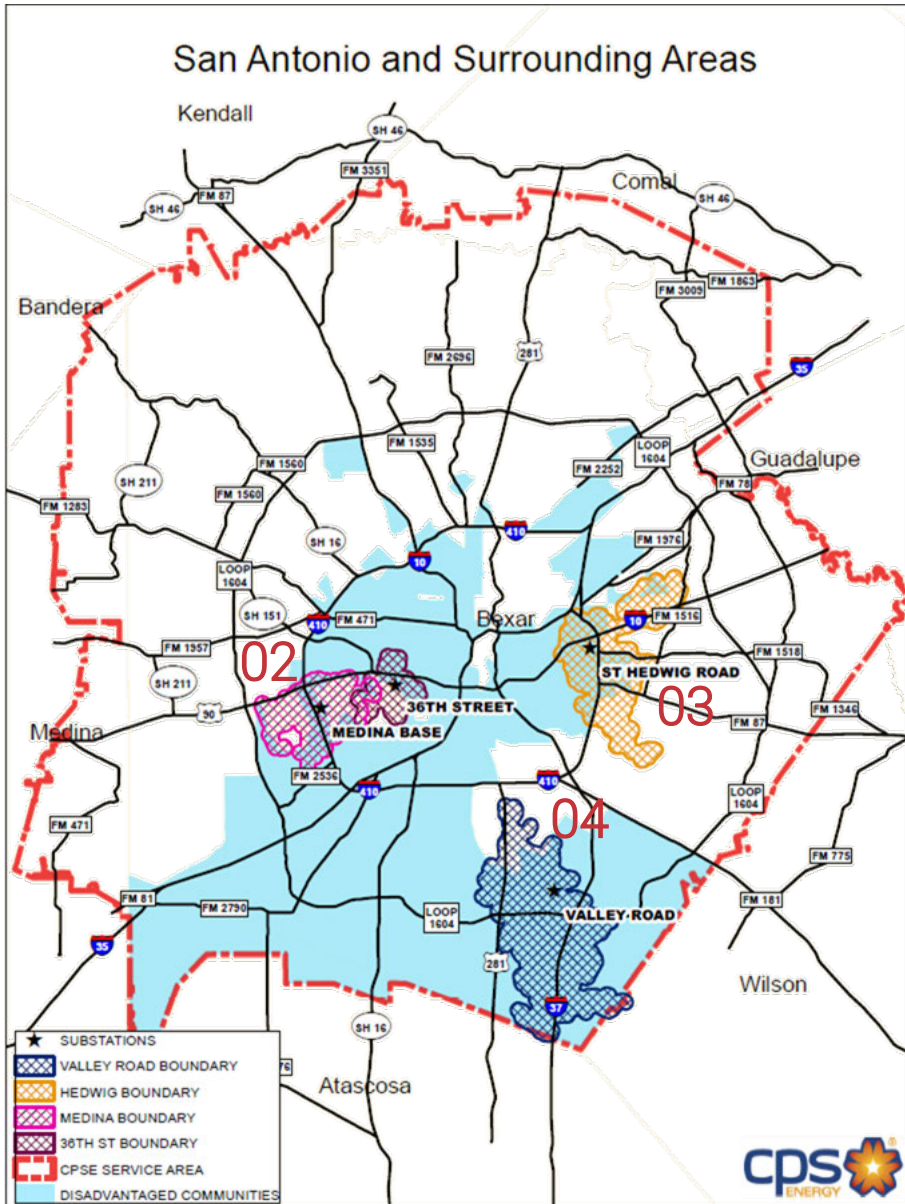 San Antonio and Surrounding Areas
Kendall
SH 46
FM 3351
Comal
FM 87
SH 46
SH 46
FM 1863
FM 3009
Bandera
281
FM 2696
35
FM 1535
LOOP 1604
FM 1560
Guadalupe
FM 2252
SH 211
FM 78
FM 1560
FM 1283
410
SH 16
FM 1976
10
LOOP 1604
SH 151
FM 471
Bexar
10
FM 1516
410
FM 1957
FM 1518
02
ST HEDWIG ROAD
SH 211
03
36TH STREET
FM 1346
90
FM 87
Medina
MEDINA BASE
FM 2536
410
410
LOOP 1604
04
FM 471
FM 775
FM 81
FM 181
FM 2790
LOOP 1604
VALLEY ROAD
35
281
Wilson
37
SH 16
SUBSTATIONS
VALLEY ROAD BOUNDARY
76
HEDWIG BOUNDARY
Atascosa
MEDINA BOUNDARY
36TH ST BOUNDARY
CPSE SERVICE AREA
DISADVANTAGED COMMUNITIES
cps
ENERGY
®